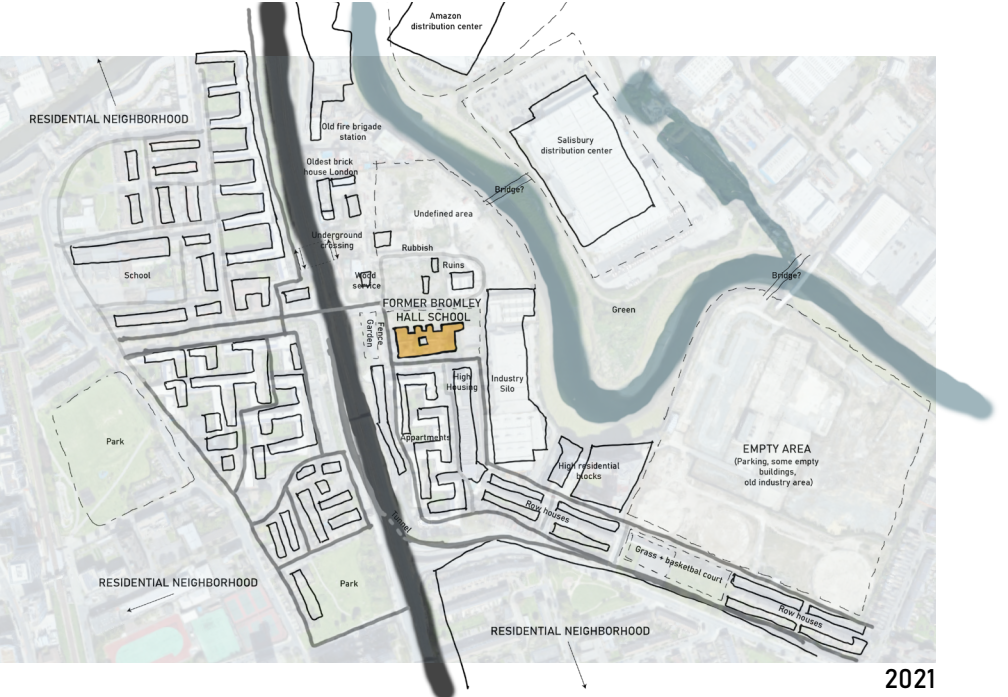 Amazon
distribution center
RESIDENTIAL NEIGHBORHOOD
Old fire brigade
station
Salisbury
distribution center
Oldest brick
house London
Bridge?
Undefined area
Underground
crossing
Rubbish
School
Wood
service
Ruins
Bridge?
FORMER BROMLEY
HALL SCHOOL
Green
Fence
Garden
High
Housing
Industry
Silo
Park
Appartments
EMPTY AREA
(Parking, some empty
buildings,
old industry area)
High residential
blocks
Row houses
Tunnel
Grass + basketbal court
RESIDENTIAL NEIGHBORHOOD
Park
Row houses
RESIDENTIAL NEIGHBORHOOD
2021